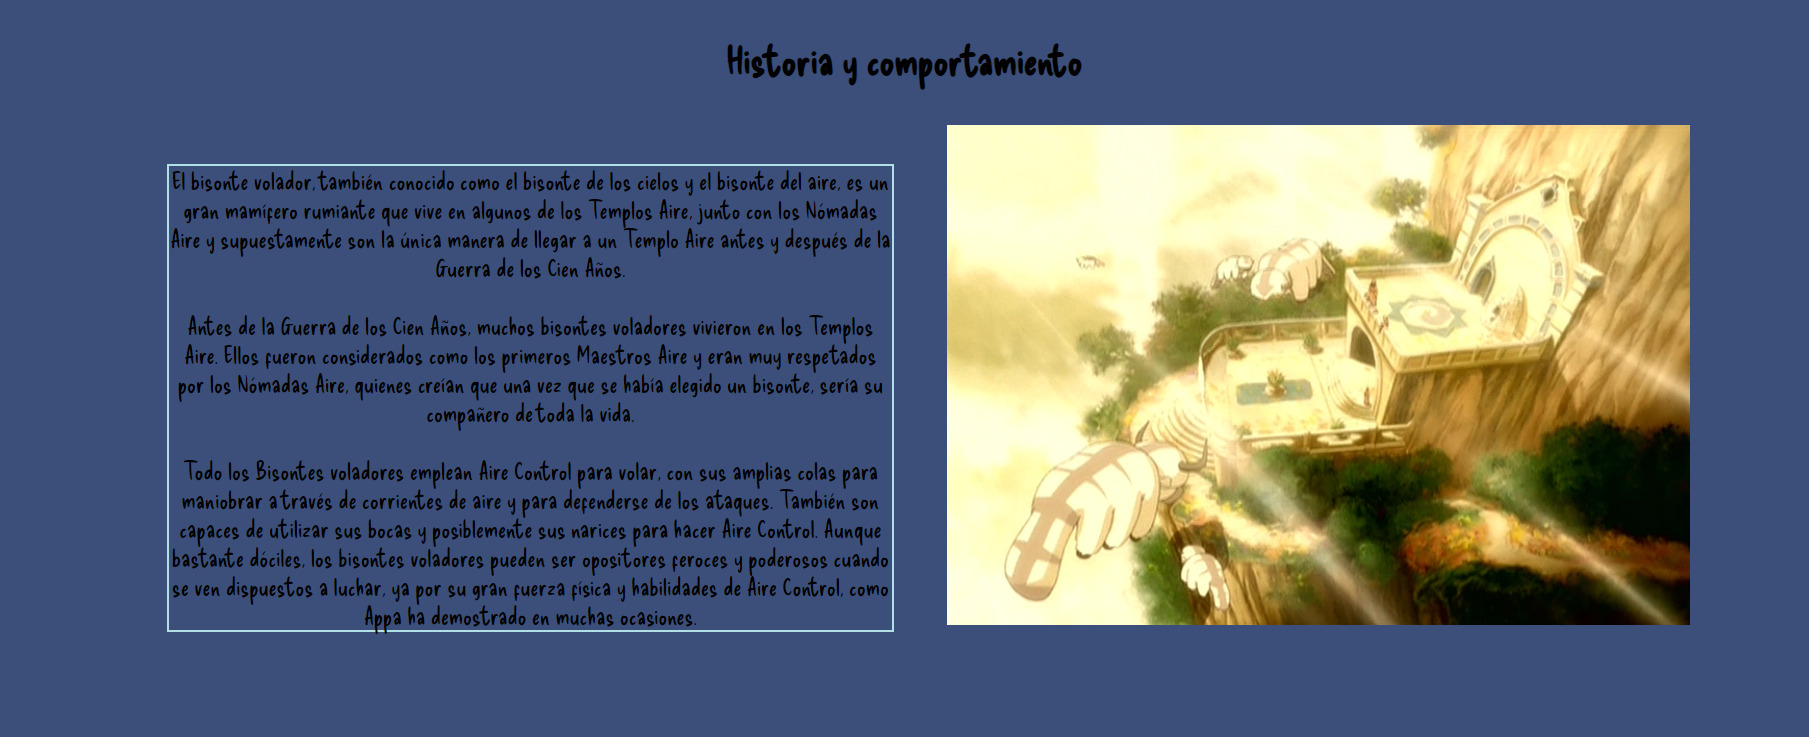 Historia y comportamiento
El bisonte volador, también conocido como el bisonte de los cielos y el bisonte del aire, es un
gran mamífero rumiante que vive en algunos de los Templos Aire, junto con los Nómadas
Aire y supuestamente son la única manera de llegar a un Templo Aire antes y después de la
Guerra de los Cien Años.
Antes de la Guerra de los Cien Años, muchos bisontes voladores vivieron en los Templos
Aire. Ellos fueron considerados como los primeros Maestros Aire y eran muy respetados
por los Nómadas Aire, quienes creían que una vez que se había elegido un bisonte, sería su
compañero de toda la vida.
Todo los Bisontes voladores emplean Aire Control para volar, con sus amplias colas para
maniobrar a través de corrientes de aire y para defenderse de los ataques. También son
capaces de utilizar sus bocas y posiblemente sus narices para hacer Aire Control. Aunque
bastante dóciles, los bisontes voladores pueden ser opositores feroces y poderosos cuando
se ven dispuestos a luchar, ya por su gran fuerza física y habilidades de Aire Control, como
Appa ha demostrado en muchas ocasiones.